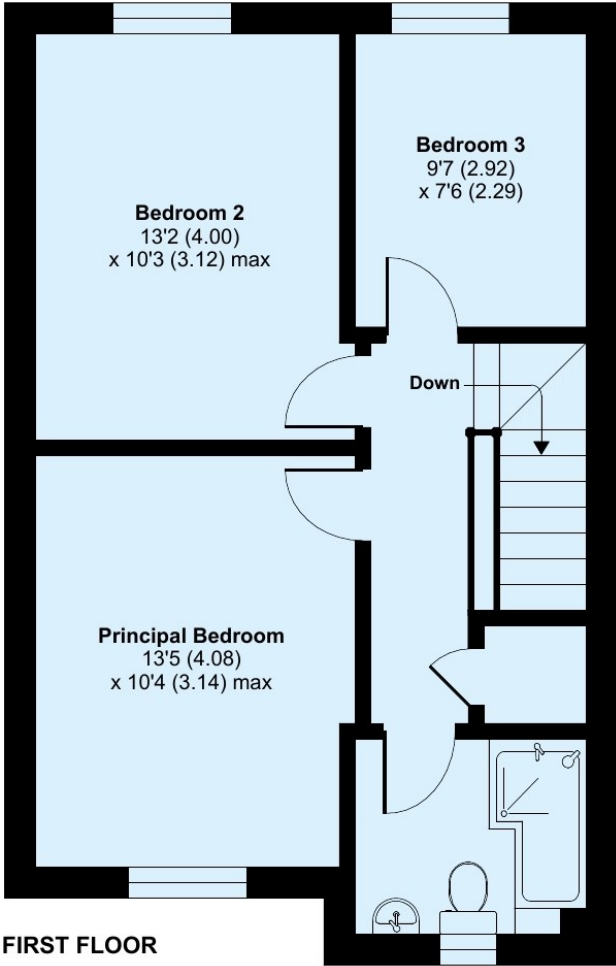 Bedroom 3
9'7 (2.92)
x 7'6 (2.29)
Bedroom 2
13'2 (4.00)
x 10'3 (3.12) max
Down
Principal Bedroom
13'5 (4.08)
x 10'4 (3.14) max
FIRST FLOOR